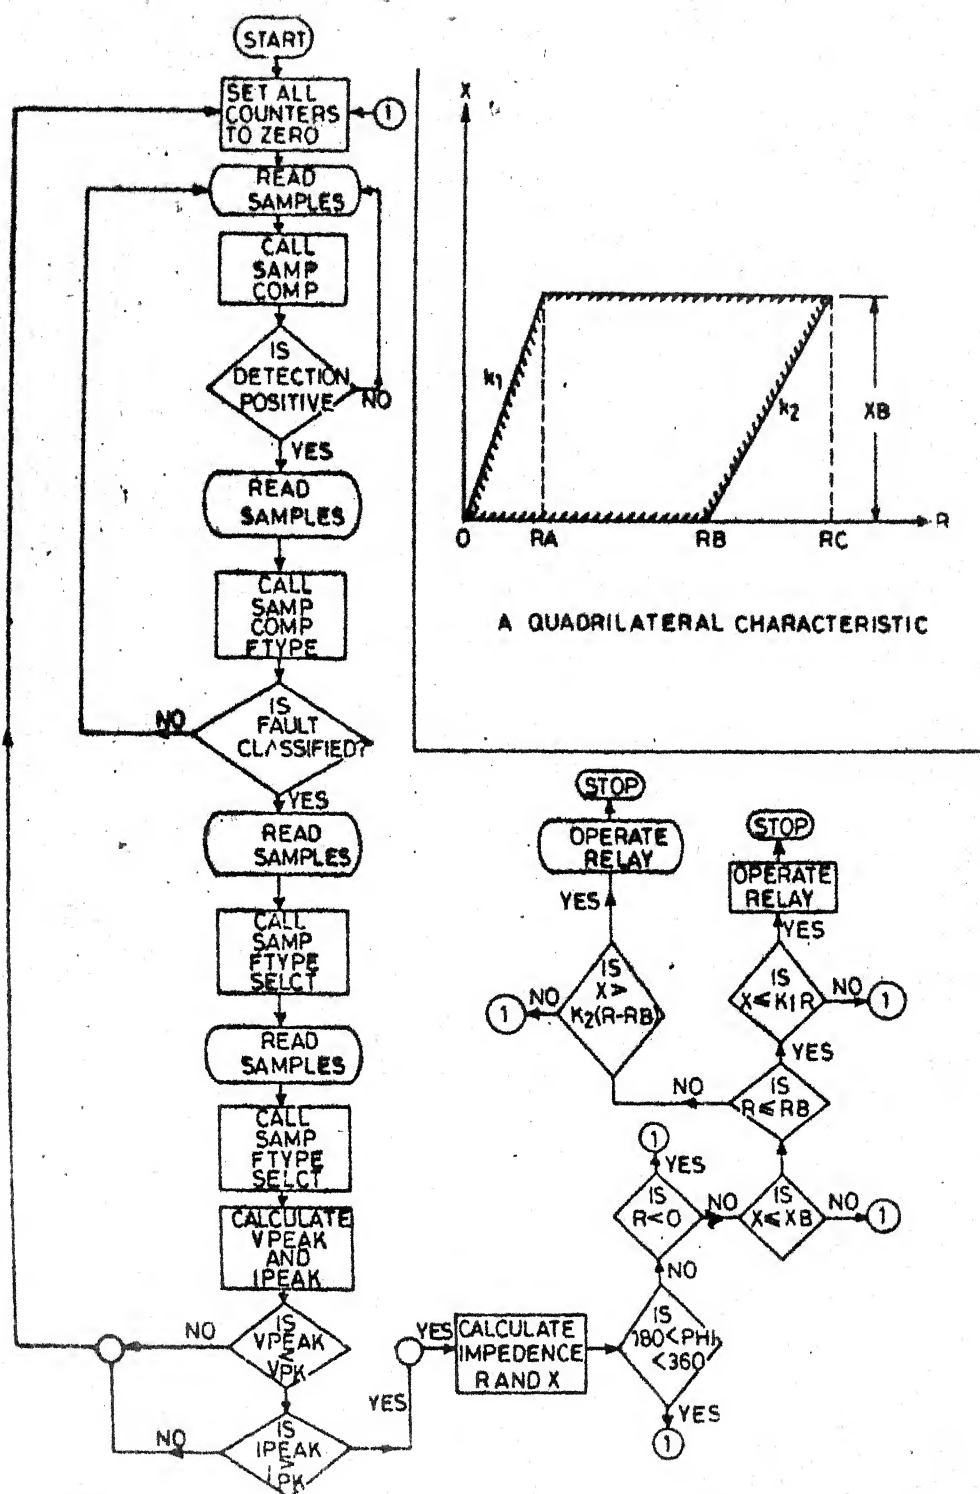 START
SET ALL
COUNTERS
TO ZERO
1
READ
SAMPLES
CALL
SAMP
COMP
IS
DETECTION
POSITIVE
NO
YES
READ
SAMPLES
CALL
SAMP
COMP
FTYPE
IS
FAULT
CLASSIFIED?
NO
YES
READ
SAMPLES
CALL
SAMP
FTYPE
SELCT
READ
SAMPLES
CALL
SAMP
FTYPE
SELCT
CALCULATE
VPEAK
AND
IPEAK
IS
VPEAK
≥
VPK
NO
IS
IPEAK
≥
IPK
NO
YES
YES
CALCULATE
IMPEDENCE
R AND X
IS
180<PHI
<360
YES
1
NO
IS
R<0
YES
1
NO
IS
X≤XB
NO
1
IS
R≤RB
NO
YES
IS
X≥
K2(R-RB)
NO
1
YES
OPERATE
RELAY
STOP
IS
X≤K1R
NO
1
YES
OPERATE
RELAY
STOP
X
K1
K2
XB
O
RA
RB
RC
R
A QUADRILATERAL CHARACTERISTIC